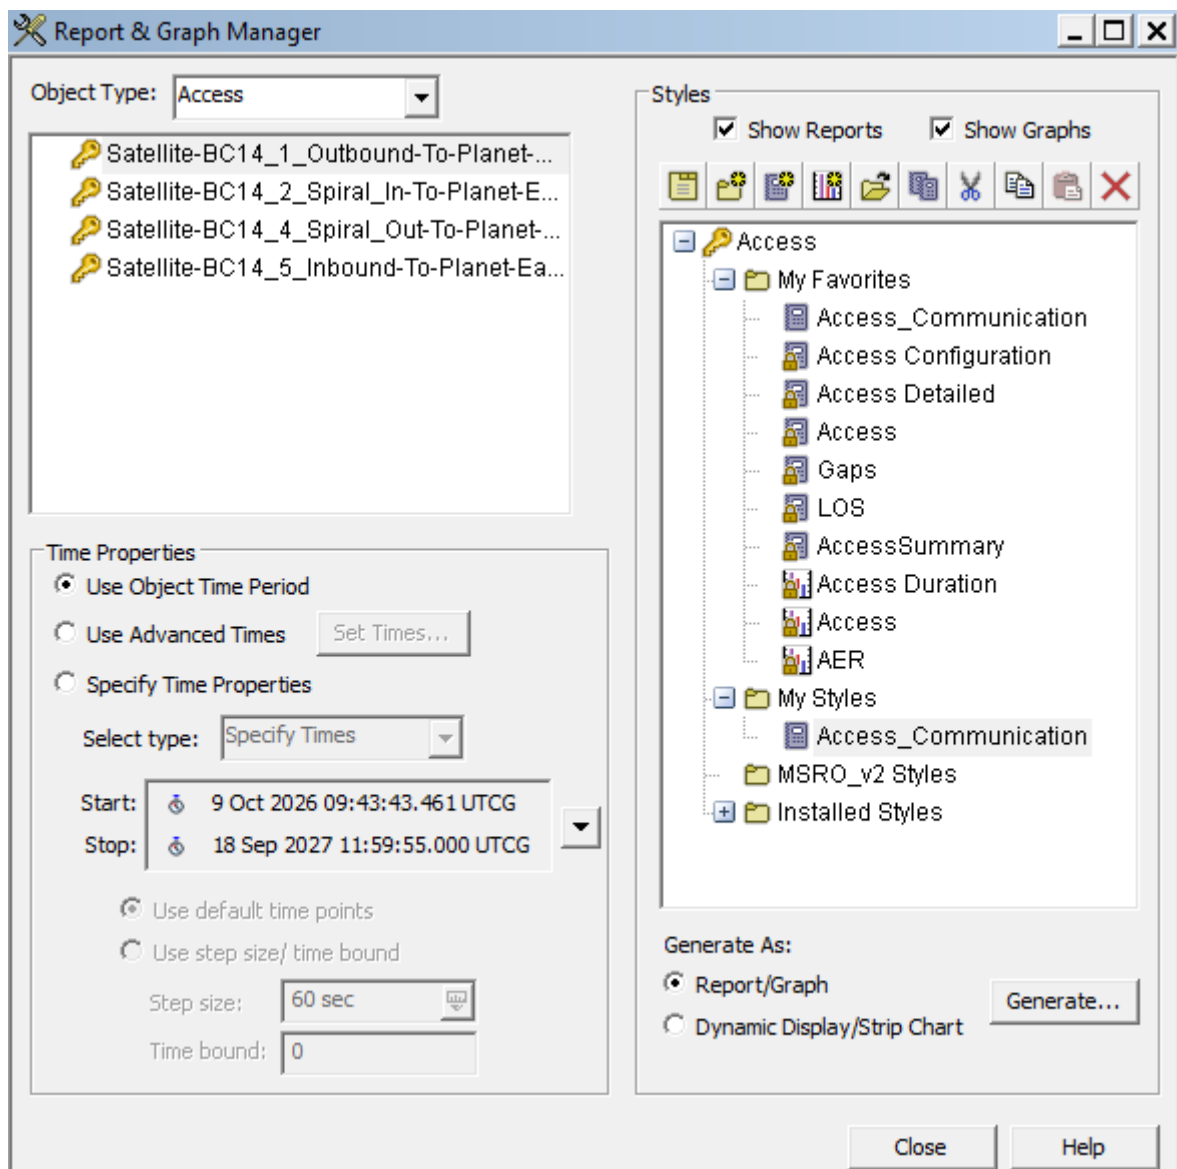 Report & Graph Manager
Object Type: Access
Satellite-BC14_1_Outbound-To-Planet-...
Satellite-BC14_2_Spiral_In-To-Planet-E...
Satellite-BC14_4_Spiral_Out-To-Planet-...
Satellite-BC14_5_Inbound-To-Planet-Ea...
Time Properties
Use Object Time Period
Use Advanced Times Set Times...
Specify Time Properties
Select type: Specify Times
Start: 9 Oct 2026 09:43:43.461 UTCG
Stop: 18 Sep 2027 11:59:55.000 UTCG
Use default time points
Use step size/ time bound
Step size: 60 sec
Time bound: 0
Styles
Show Reports Show Graphs
Access
My Favorites
Access_Communication
Access Configuration
Access Detailed
Access
Gaps
LOS
AccessSummary
Access Duration
Access
AER
My Styles
Access_Communication
MSRO_v2 Styles
Installed Styles
Generate As:
Report/Graph
Generate...
Dynamic Display/Strip Chart
Close Help